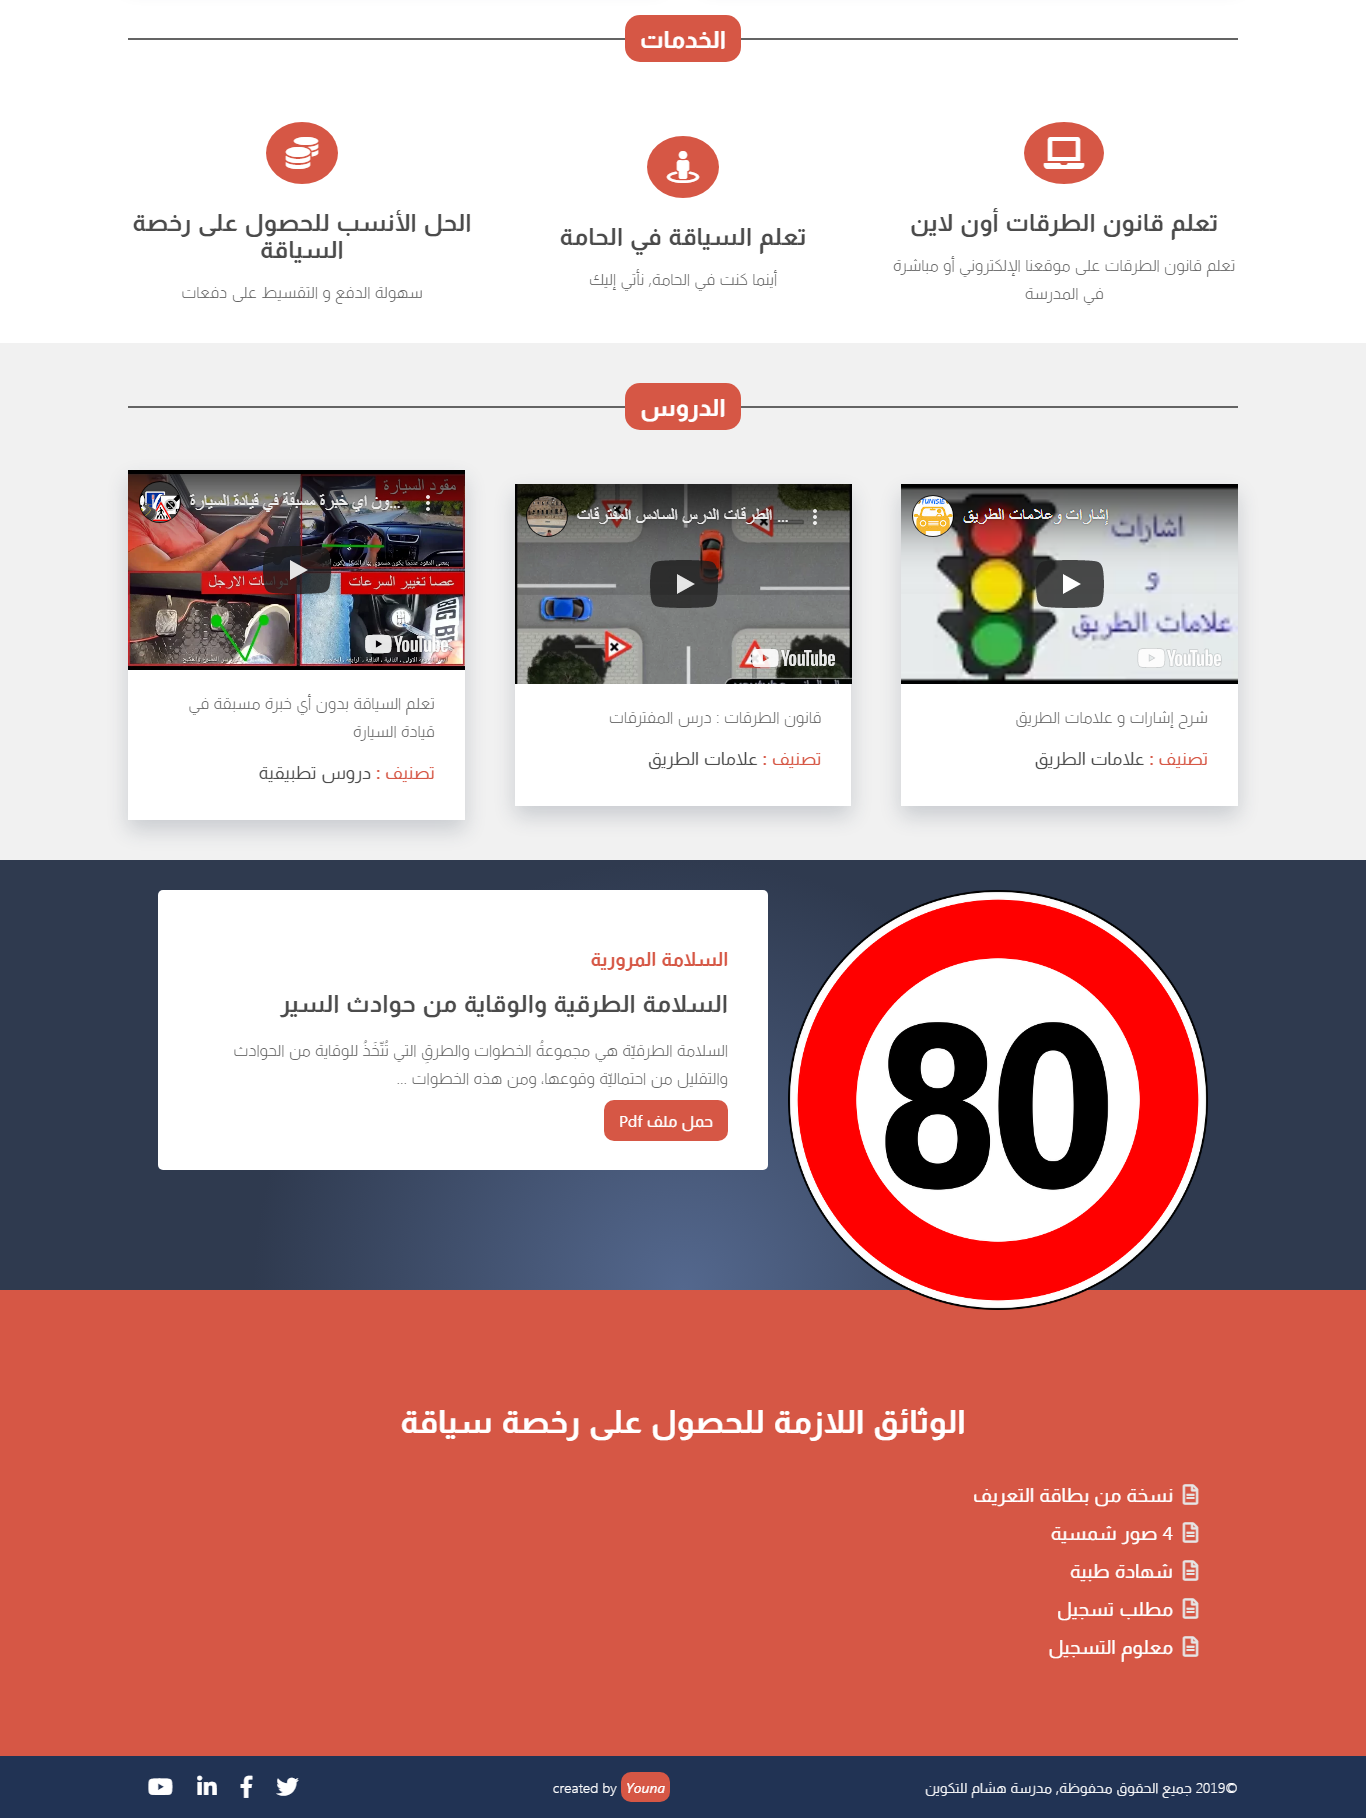 الخدمات
تعلم قانون الطرقات أون لاين
تعلم قانون الطرقات على موقعنا الإلكتروني أو مباشرة
في المدرسة
تعلم السياقة في الحامة
أينما كنت في الحامة, نأتي إليك
الحل الأنسب للحصول على رخصة
السياقة
سهولة الدفع و التقسيط على دفعات
الدروس
إشارات وعلامات الطريق
اشارات
و
علامات الطريق
YouTube
شرح إشارات و علامات الطريق
تصنيف : علامات الطريق
الطرقات الدرس السادس المفترقات ...
YouTube
قانون الطرقات : درس المفترقات
تصنيف : علامات الطريق
مقود السيارة
ون اي خبرة مسبقة في قيادة السيارة...
عصا تغيير السرعات
YouTube
تعلم السياقة بدون أي خبرة مسبقة في
قيادة السيارة
تصنيف : دروس تطبيقية
80
السلامة المرورية
السلامة الطرقية والوقاية من حوادث السير
السلامة الطرقيّة هي مجموعةُ الخطوات والطرقِ التي تُتّخَذُ للوقاية من الحوادث
والتقليل من احتماليّة وقوعها، ومن هذه الخطوات ...
حمل ملف Pdf
الوثائق اللازمة للحصول على رخصة سياقة
نسخة من بطاقة التعريف
4 صور شمسية
شهادة طبية
مطلب تسجيل
معلوم التسجيل
©2019 جميع الحقوق محفوظة, مدرسة هشام للتكوين
created by Youna